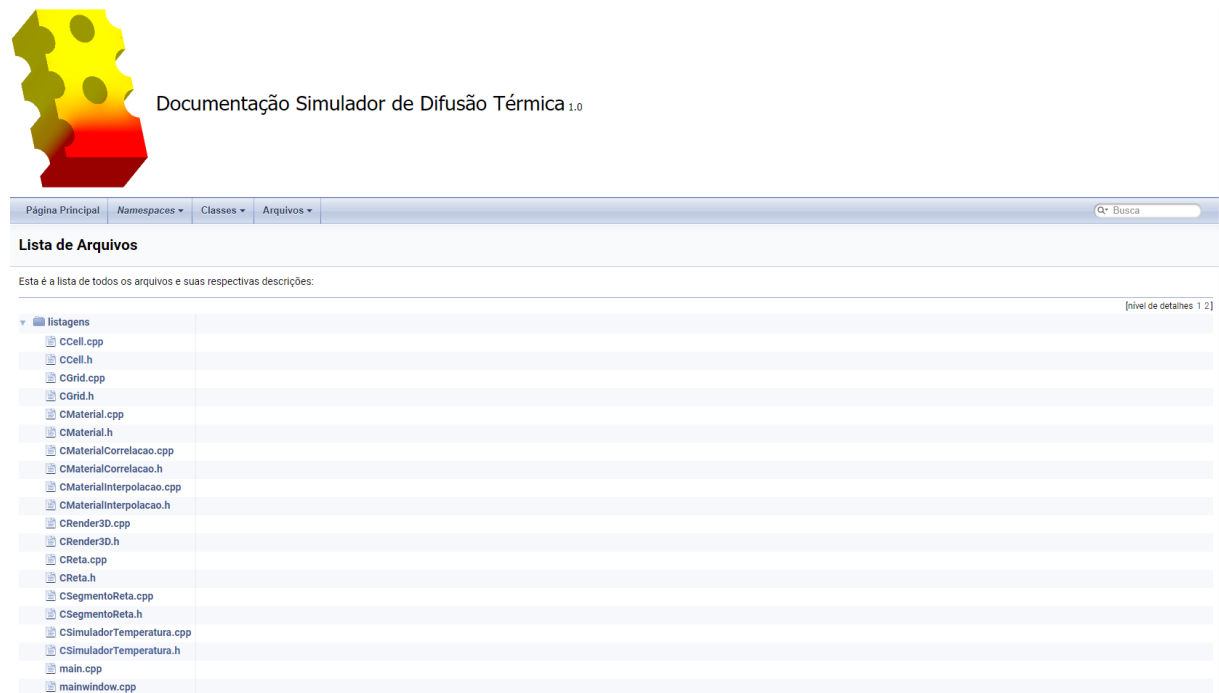 Documentação Simulador de Difusão Térmica 1.0
Página Principal Namespaces Classes Arquivos Busca
Lista de Arquivos
Esta é a lista de todos os arquivos e suas respectivas descrições:
[nível de detalhes 1 2]
listagens
CCell.cpp
CCell.h
CGrid.cpp
CGrid.h
CMaterial.cpp
CMaterial.h
CMaterialCorrelacao.cpp
CMaterialCorrelacao.h
CMaterialInterpolacao.cpp
CMaterialInterpolacao.h
CRender3D.cpp
CRender3D.h
CReta.cpp
CReta.h
CSegmentoReta.cpp
CSegmentoReta.h
CSimuladorTemperatura.cpp
CSimuladorTemperatura.h
main.cpp
mainwindow.cpp